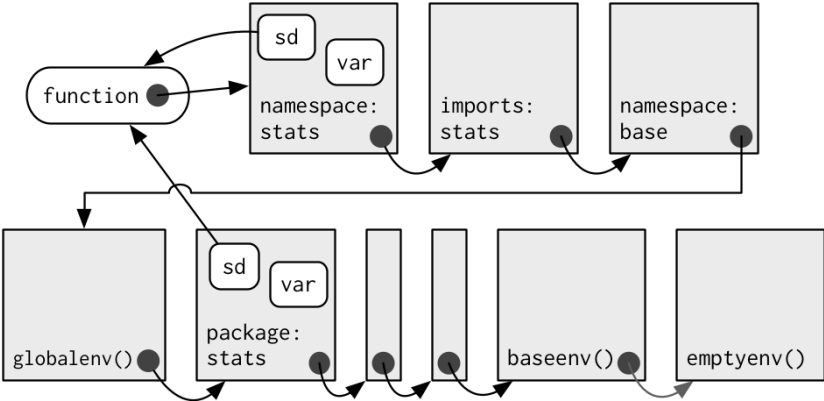 sd
var
function
namespace:
stats
imports:
stats
namespace:
base
sd
var
globalenv()
package:
stats
baseenv()
emptyenv()